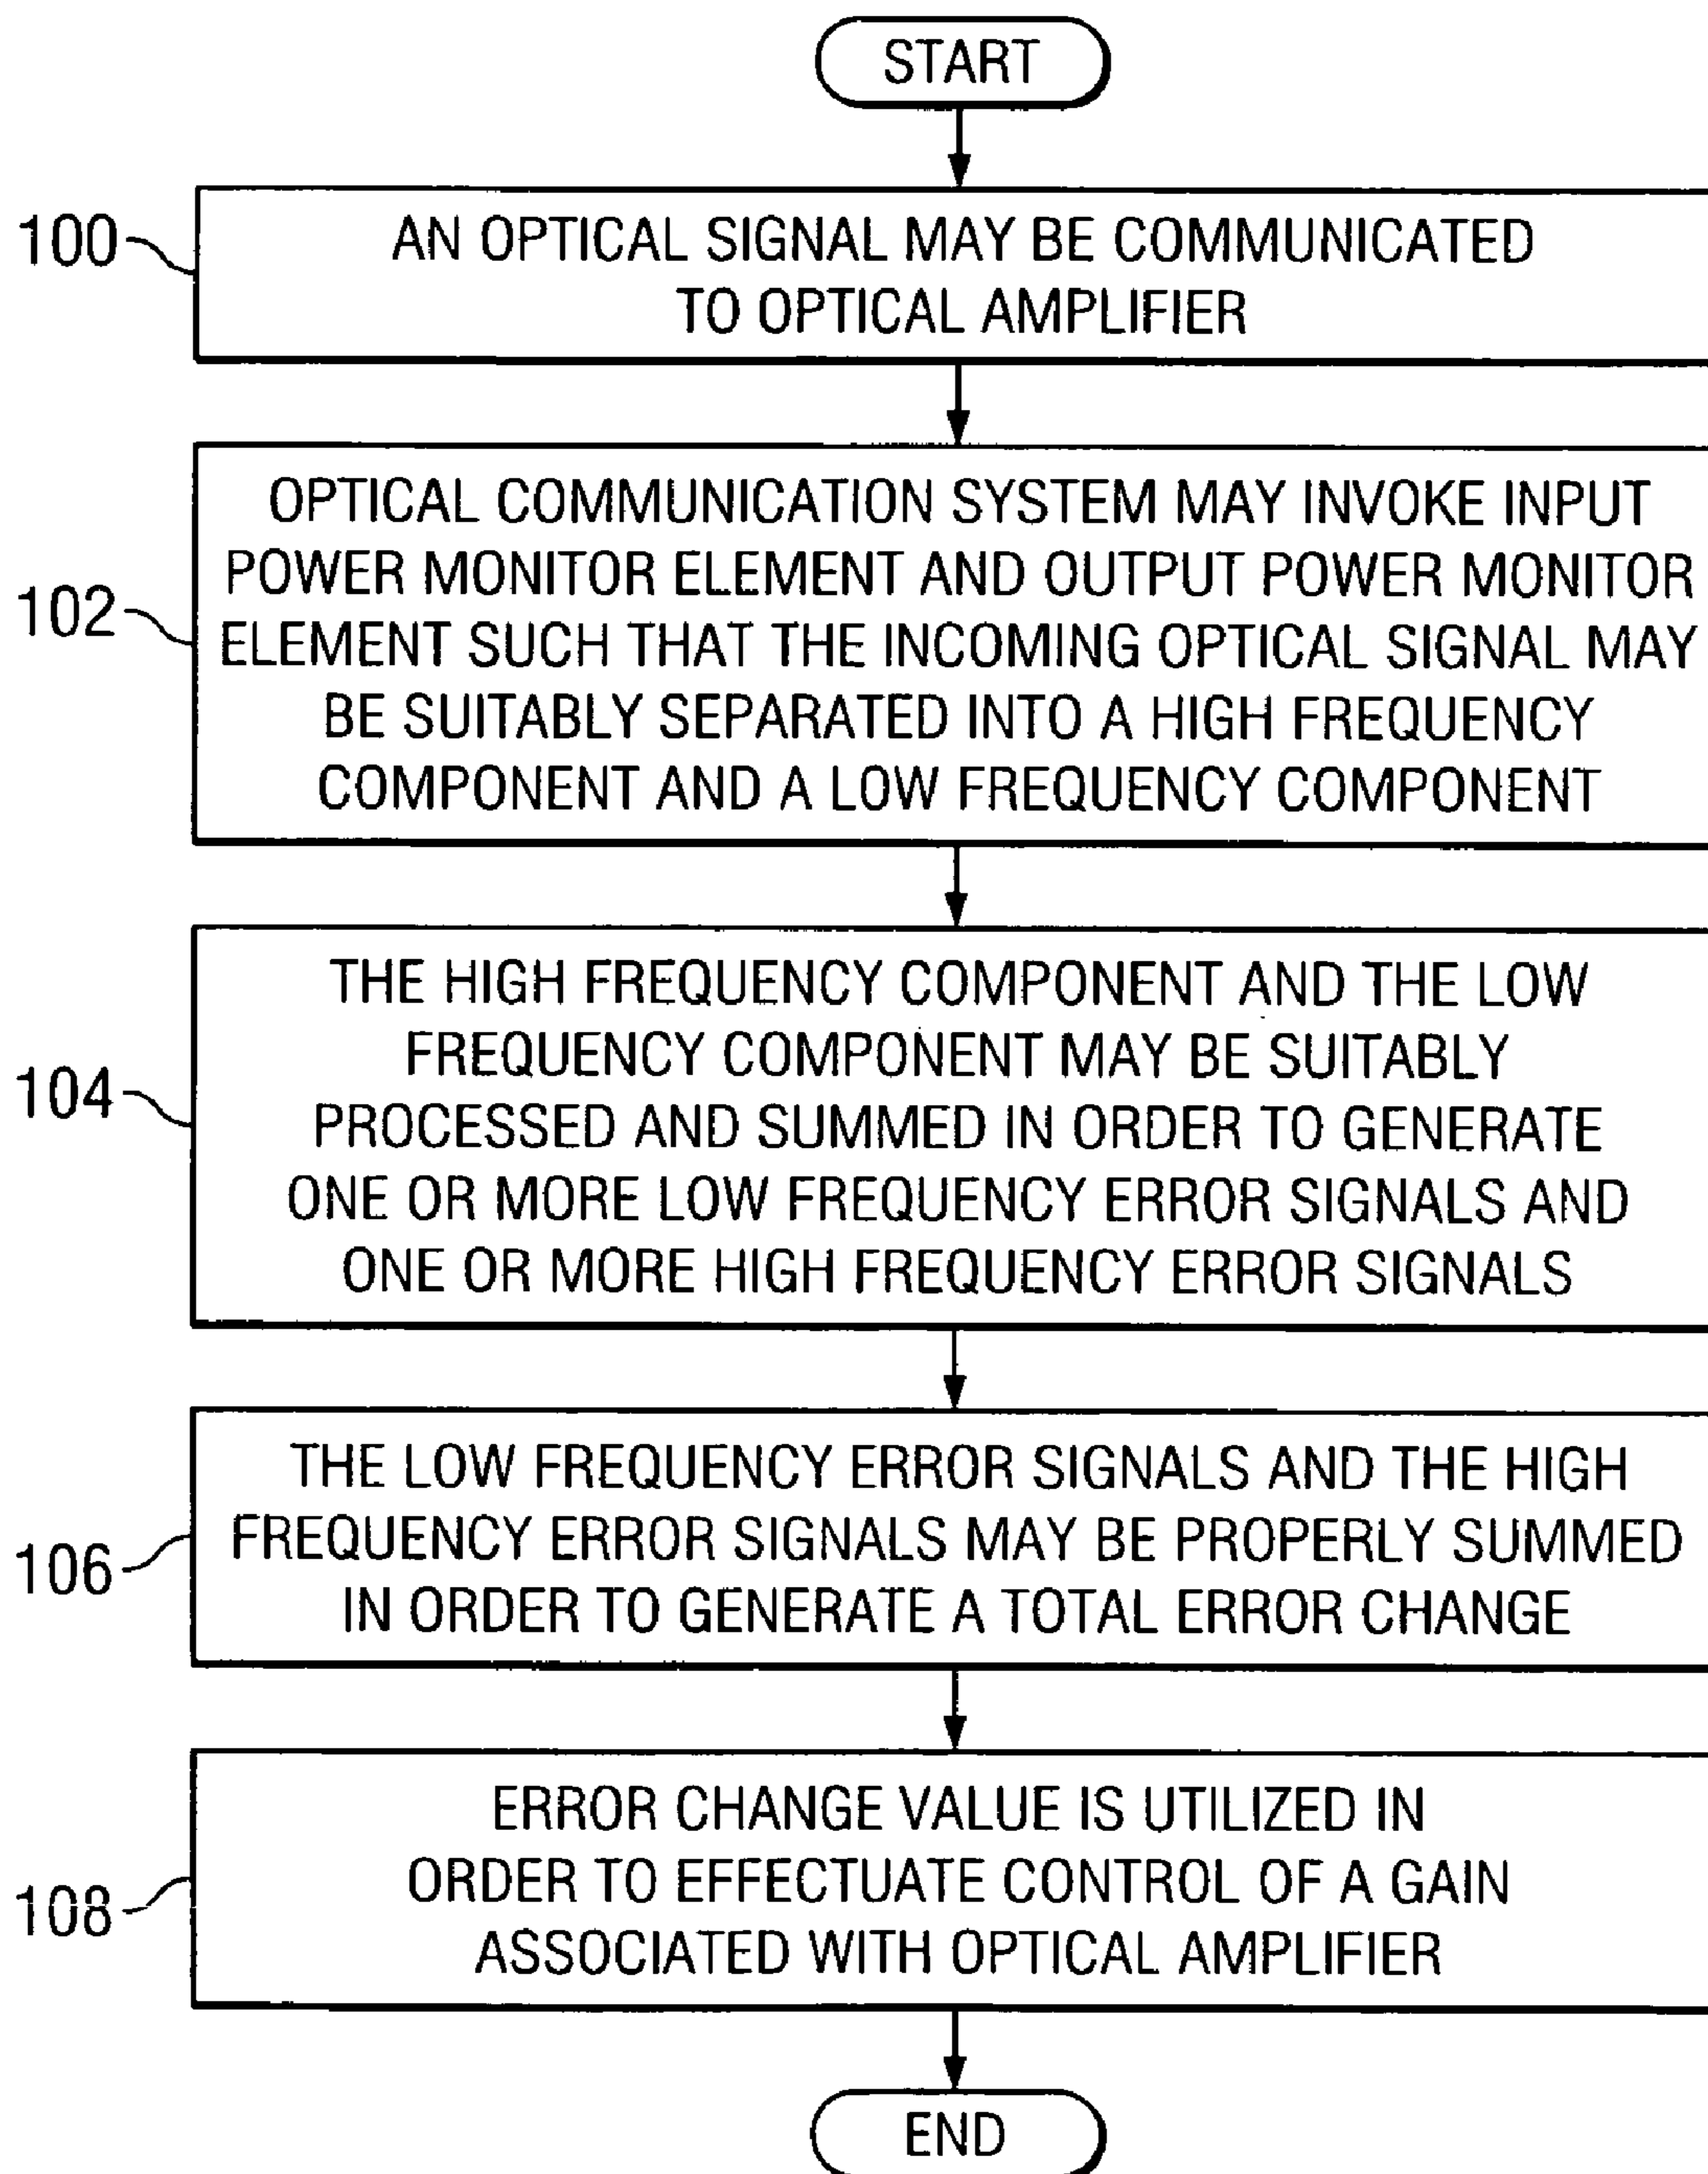 START
100
AN OPTICAL SIGNAL MAY BE COMMUNICATED
TO OPTICAL AMPLIFIER
102
OPTICAL COMMUNICATION SYSTEM MAY INVOKE INPUT
POWER MONITOR ELEMENT AND OUTPUT POWER MONITOR
ELEMENT SUCH THAT THE INCOMING OPTICAL SIGNAL MAY
BE SUITABLY SEPARATED INTO A HIGH FREQUENCY
COMPONENT AND A LOW FREQUENCY COMPONENT
104
THE HIGH FREQUENCY COMPONENT AND THE LOW
FREQUENCY COMPONENT MAY BE SUITABLY
PROCESSED AND SUMMED IN ORDER TO GENERATE
ONE OR MORE LOW FREQUENCY ERROR SIGNALS AND
ONE OR MORE HIGH FREQUENCY ERROR SIGNALS
106
THE LOW FREQUENCY ERROR SIGNALS AND THE HIGH
FREQUENCY ERROR SIGNALS MAY BE PROPERLY SUMMED
IN ORDER TO GENERATE A TOTAL ERROR CHANGE
108
ERROR CHANGE VALUE IS UTILIZED IN
ORDER TO EFFECTUATE CONTROL OF A GAIN
ASSOCIATED WITH OPTICAL AMPLIFIER
END